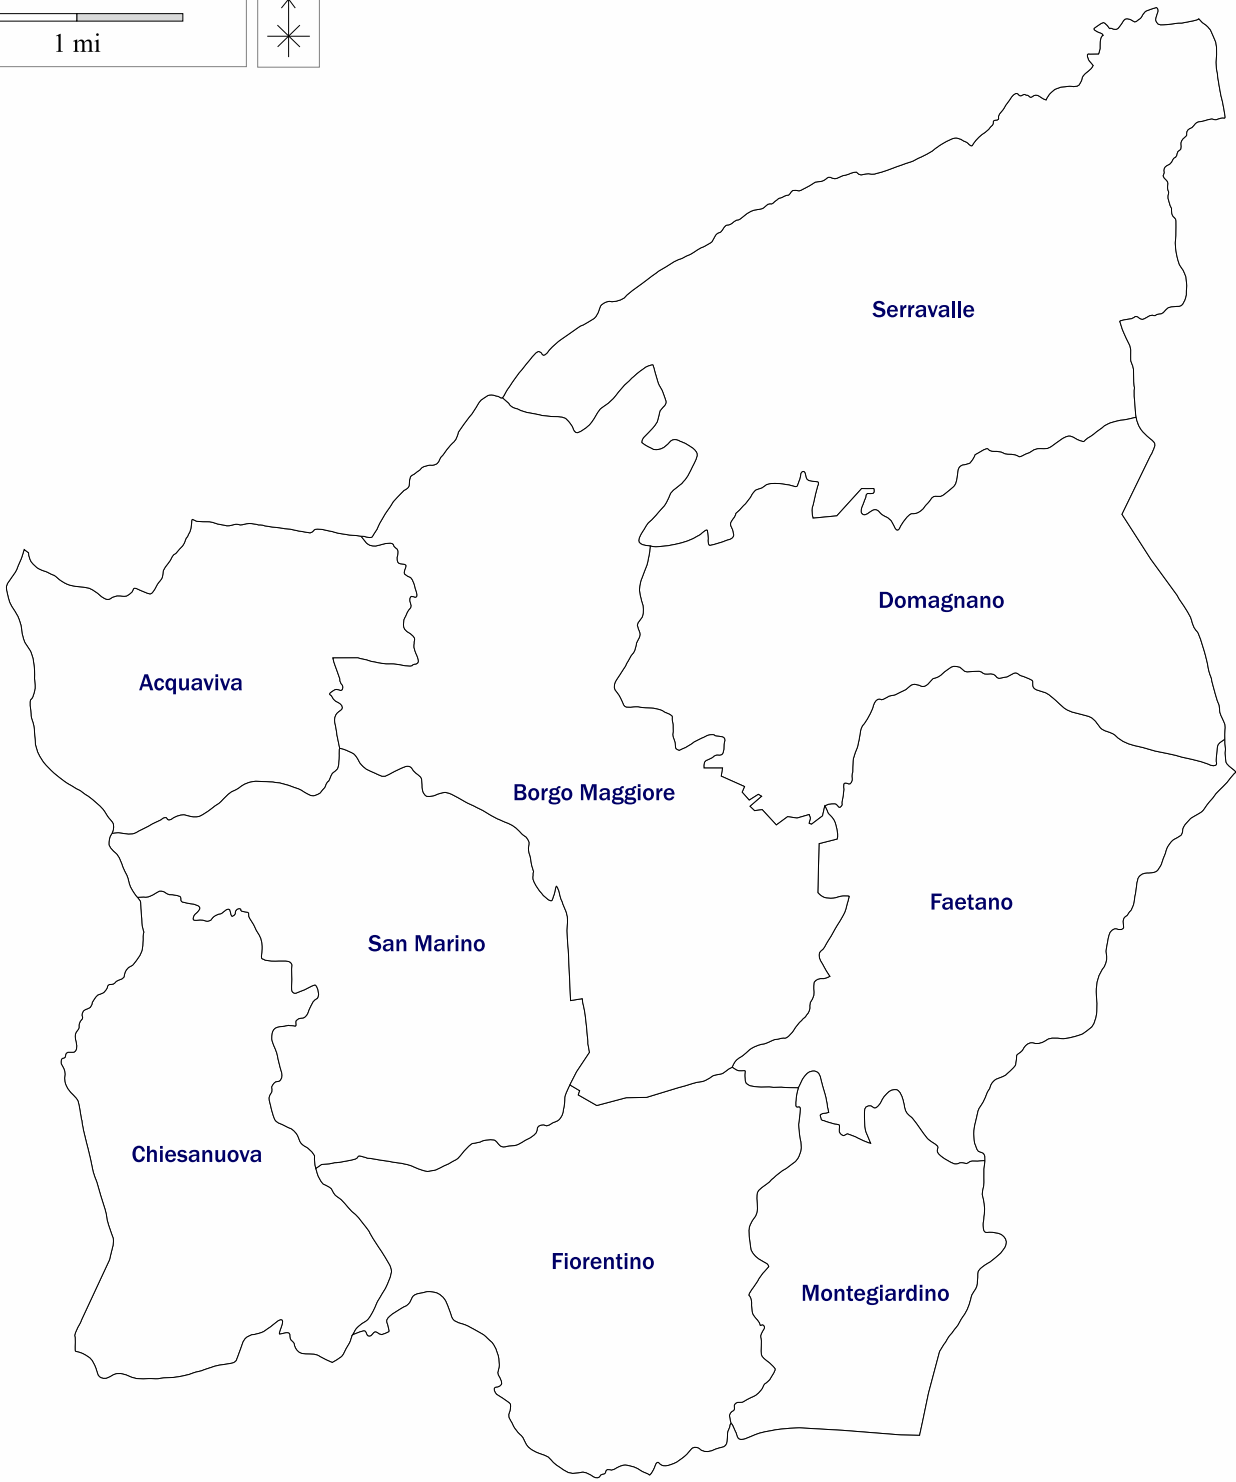 1 mi
Serravalle
Domagnano
Acquaviva
Borgo Maggiore
Faetano
San Marino
Chiesanuova
Fiorentino
Montegiardino